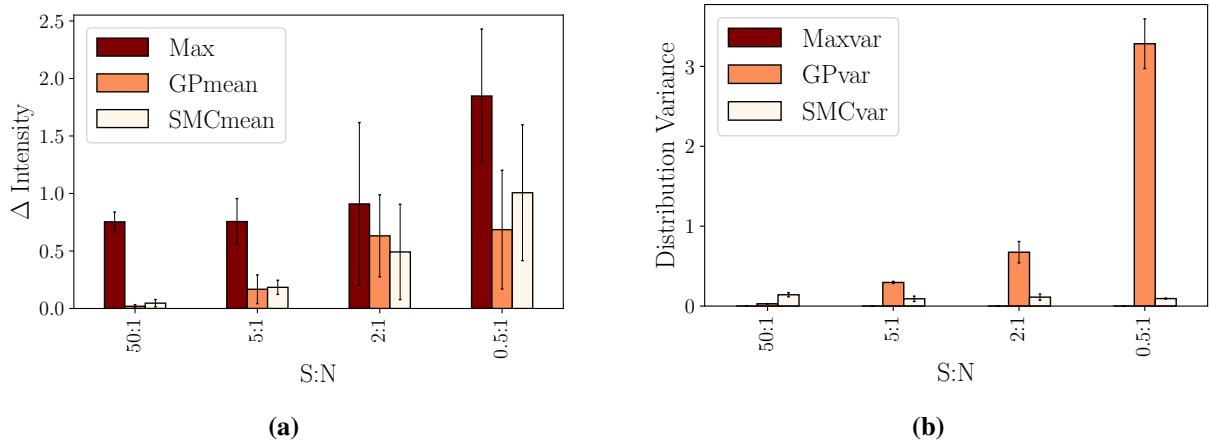 2.5
2.0
1.5
1.0
0.5
0.0
Δ Intensity
Max
GPmean
SMCmean
50:1
5:1
2:1
0.5:1
S:N
(a)
3
2
1
0
Distribution Variance
Maxvar
GPvar
SMCvar
50:1
5:1
2:1
0.5:1
S:N
(b)